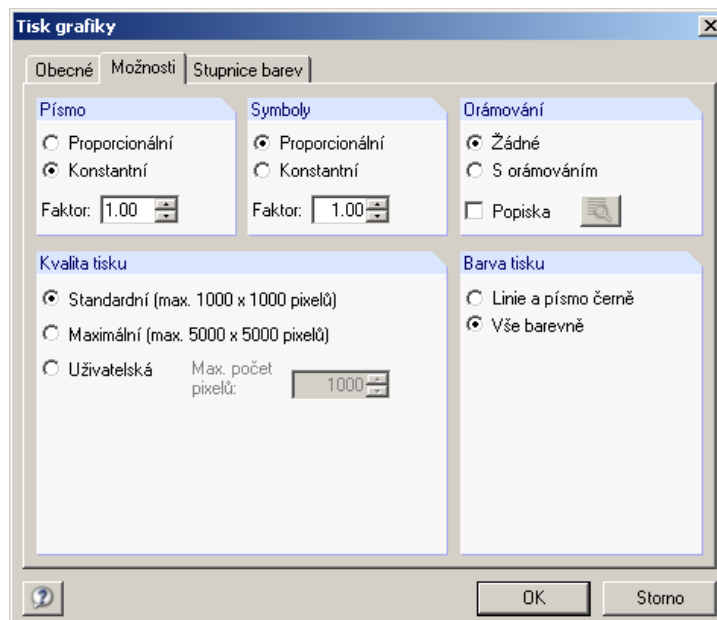 Tisk grafiky
Obecné Možnosti Stupnice barev
Písmo
Proporcionální
Konstantní
Faktor: 1.00
Symboly
Proporcionální
Konstantní
Faktor: 1.00
Orámování
Žádné
S orámováním
Popiska
Kvalita tisku
Standardní (max. 1000 x 1000 pixelů)
Maximální (max. 5000 x 5000 pixelů)
Uživatelská
Max. počet
pixelů:
1000
Barva tisku
Linie a písmo černě
Vše barevně
OK
Storno